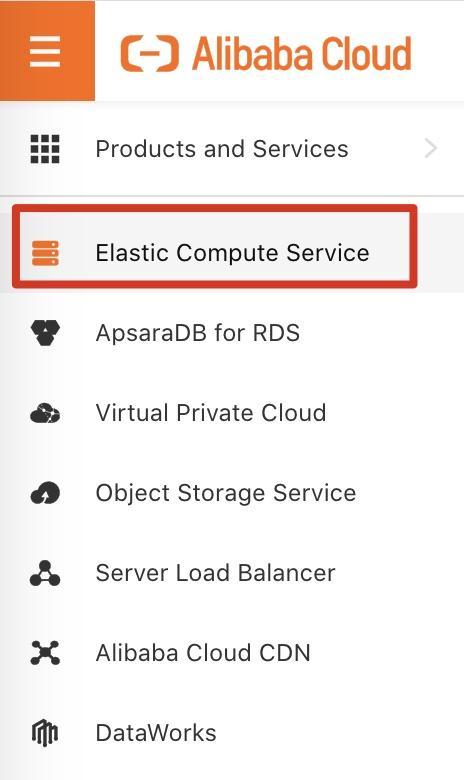 Alibaba Cloud
Products and Services
Elastic Compute Service
ApsaraDB for RDS
Virtual Private Cloud
Object Storage Service
Server Load Balancer
Alibaba Cloud CDN
DataWorks